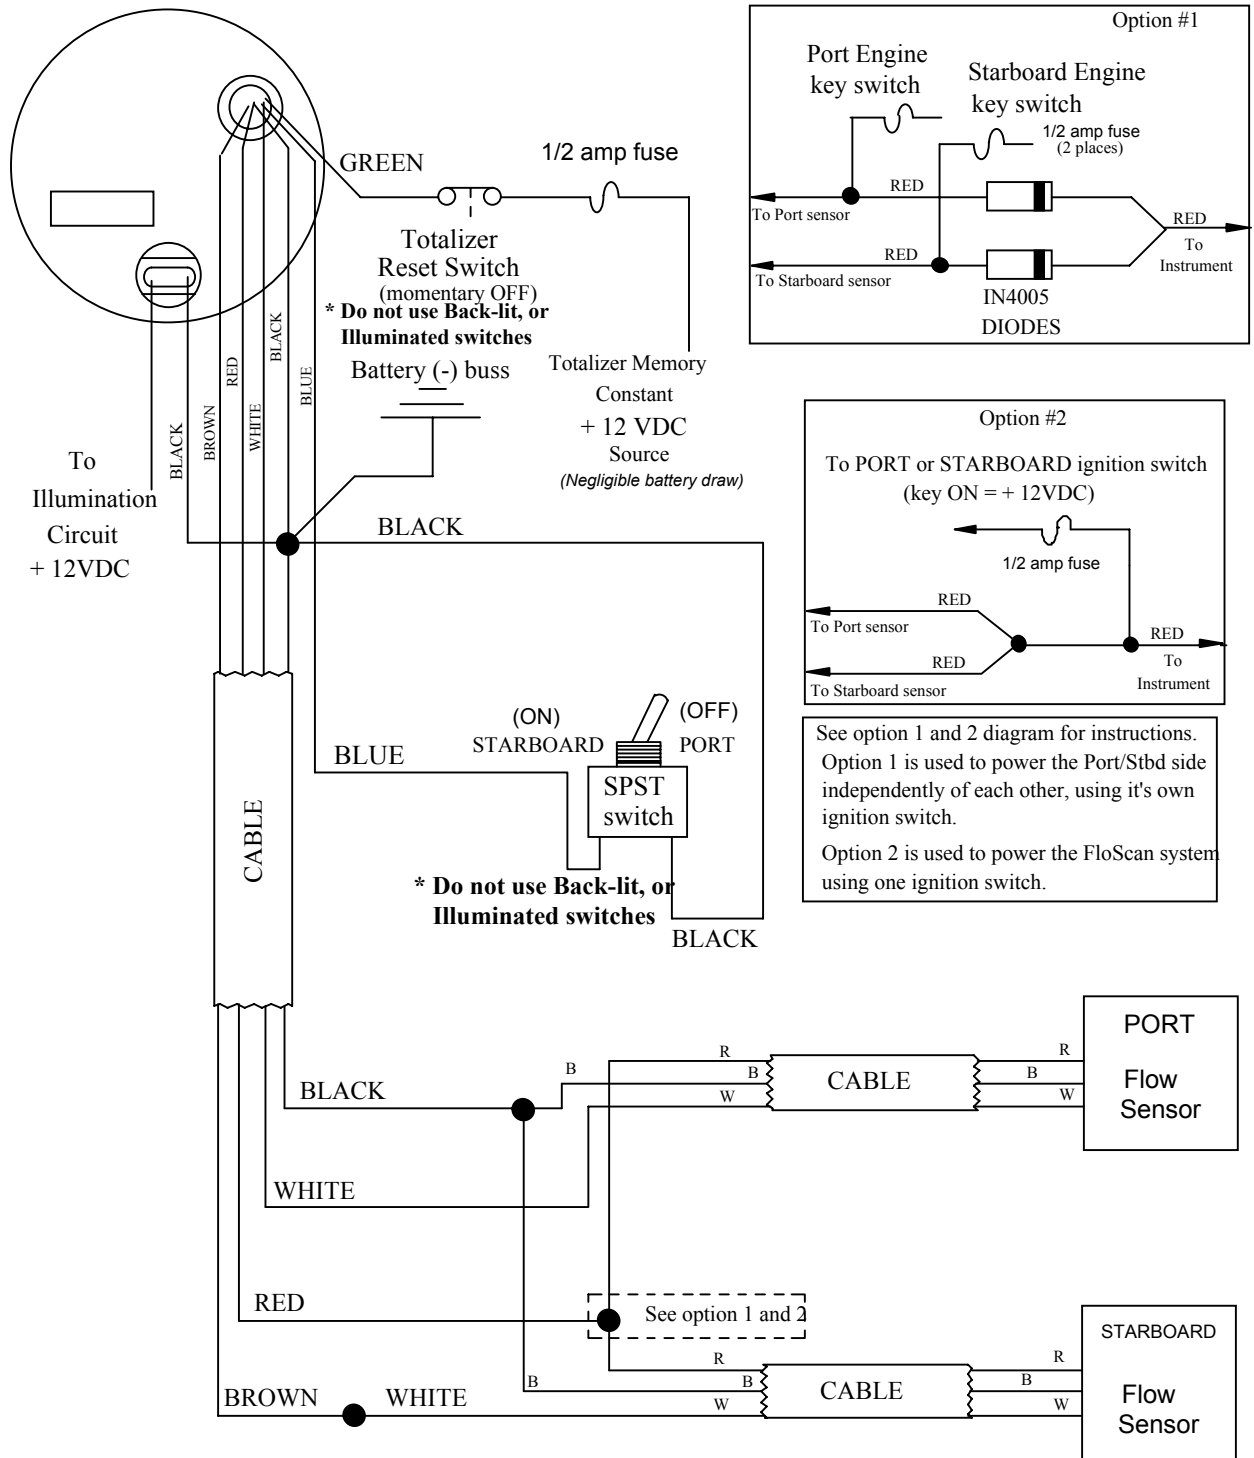 Option #1
Port Engine
key switch
Starboard Engine
key switch
1/2 amp fuse
(2 places)
RED
To Port sensor
RED
To
Instrument
RED
To Starboard sensor
IN4005
DIODES
GREEN
1/2 amp fuse
Totalizer
Reset Switch
(momentary OFF)
* Do not use Back-lit, or
Illuminated switches
Battery (-) buss
Totalizer Memory
Constant
+ 12 VDC
Source
(Negligible battery draw)
BLACK
BROWN
RED
WHITE
BLACK
BLUE
To
Illumination
Circuit
+ 12VDC
BLACK
Option #2
To PORT or STARBOARD ignition switch
(key ON = + 12VDC)
1/2 amp fuse
RED
To Port sensor
RED
To
Instrument
RED
To Starboard sensor
See option 1 and 2 diagram for instructions.
Option 1 is used to power the Port/Stbd side
independently of each other, using it's own
ignition switch.
Option 2 is used to power the FloScan system
using one ignition switch.
(ON)
STARBOARD
(OFF)
PORT
BLUE
SPST
switch
* Do not use Back-lit, or
Illuminated switches
BLACK
CABLE
BLACK
B
R
B
W
CABLE
R
B
W
PORT
Flow
Sensor
WHITE
RED
See option 1 and 2
BROWN
WHITE
B
R
B
W
CABLE
R
B
W
STARBOARD
Flow
Sensor